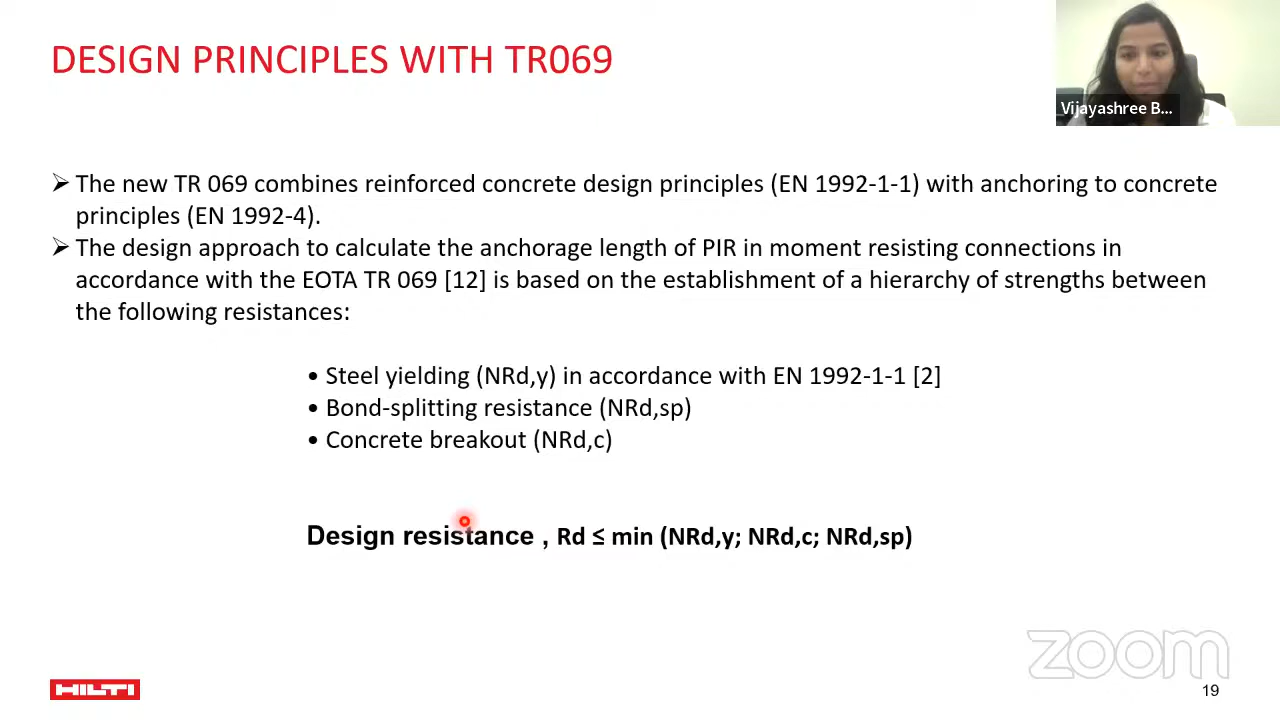 DESIGN PRINCIPLES WITH TR069
Vijayashree B...
➢ The new TR 069 combines reinforced concrete design principles (EN 1992-1-1) with anchoring to concrete
principles (EN 1992-4).
➢ The design approach to calculate the anchorage length of PIR in moment resisting connections in
accordance with the EOTA TR 069 [12] is based on the establishment of a hierarchy of strengths between
the following resistances:
• Steel yielding (NRd,y) in accordance with EN 1992-1-1 [2]
• Bond-splitting resistance (NRd,sp)
• Concrete breakout (NRd,c)
Design resistance , Rd ≤ min (NRd,y; NRd,c; NRd,sp)
zoom
HILTI
19